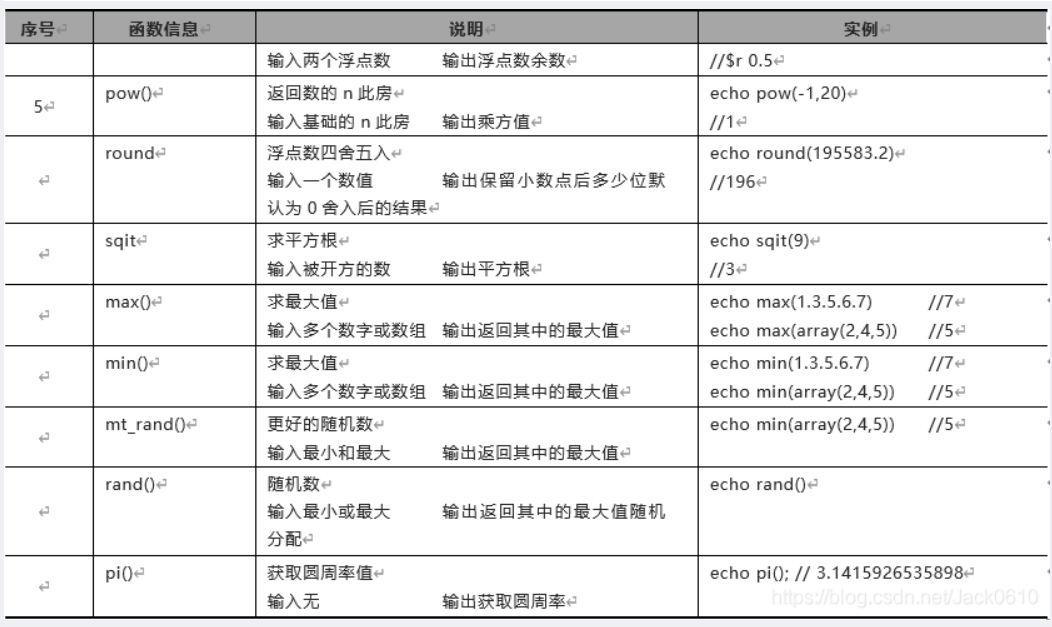 序号 函数信息 说明 实例
输入两个浮点数 输出浮点数余数 //$r 0.5
5 pow() 返回数的 n 此房 echo pow(-1,20)
输入基础的 n 此房 输出乘方值 //1
round 浮点数四舍五入 echo round(195583.2)
输入一个数值 输出保留小数点后多少位默 //196
认为 0 舍入后的结果
sqit 求平方根 echo sqit(9)
输入被开方的数 输出平方根 //3
max() 求最大值 echo max(1.3.5.6.7) //7
输入多个数字或数组 输出返回其中的最大值 echo max(array(2,4,5)) //5
min() 求最大值 echo min(1.3.5.6.7) //7
输入多个数字或数组 输出返回其中的最大值 echo min(array(2,4,5)) //5
mt_rand() 更好的随机数 echo min(array(2,4,5)) //5
输入最小和最大 输出返回其中的最大值
rand() 随机数 echo rand()
输入最小或最大 输出返回其中的最大值随机
分配
pi() 获取圆周率值 echo pi(); // 3.1415926535898
输入无 输出获取圆周率
https://blog.csdn.net/Jack0610